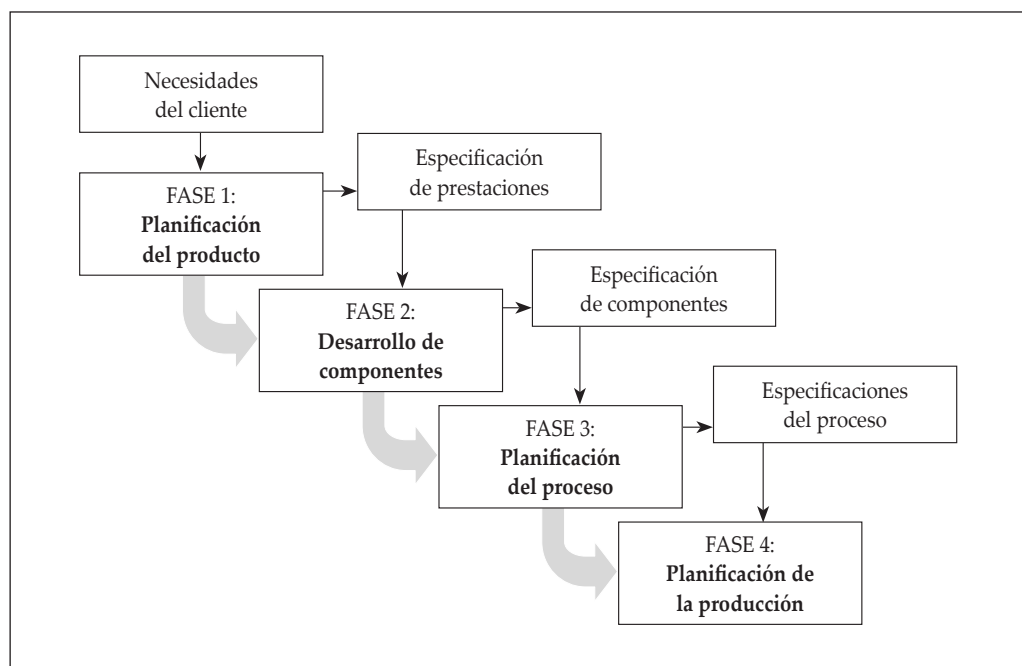 Necesidades
del cliente
Especificación
de prestaciones
FASE 1:
Planificación
del producto
Especificación
de componentes
FASE 2:
Desarrollo de
componentes
Especificaciones
del proceso
FASE 3:
Planificación
del proceso
FASE 4:
Planificación de
la producción